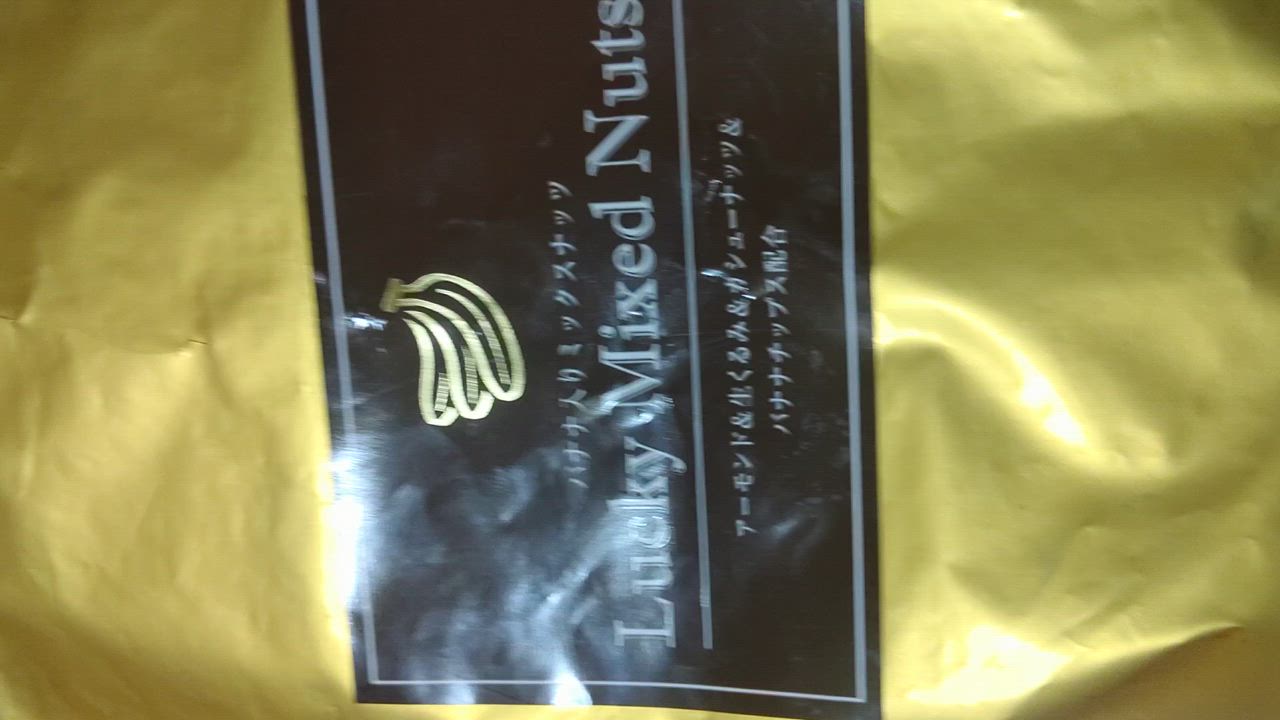 バナナ入りミックスナッツ
Lucky Mixed Nuts
アーモンド&生くるみ&カシューナッツ&
バナナチップス配合